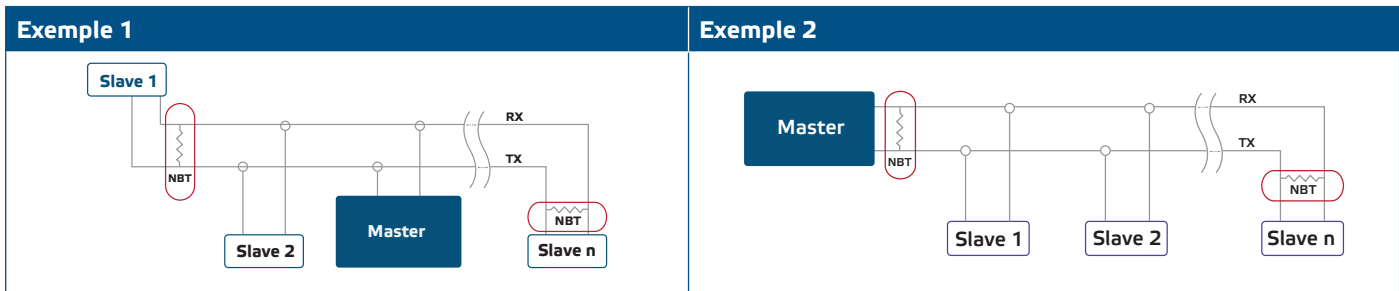 Exemple 1
Slave 1
RX
TX
NBT
Slave 2
Master
NBT
Slave n
Exemple 2
Master
RX
TX
NBT
NBT
Slave 1
Slave 2
Slave n